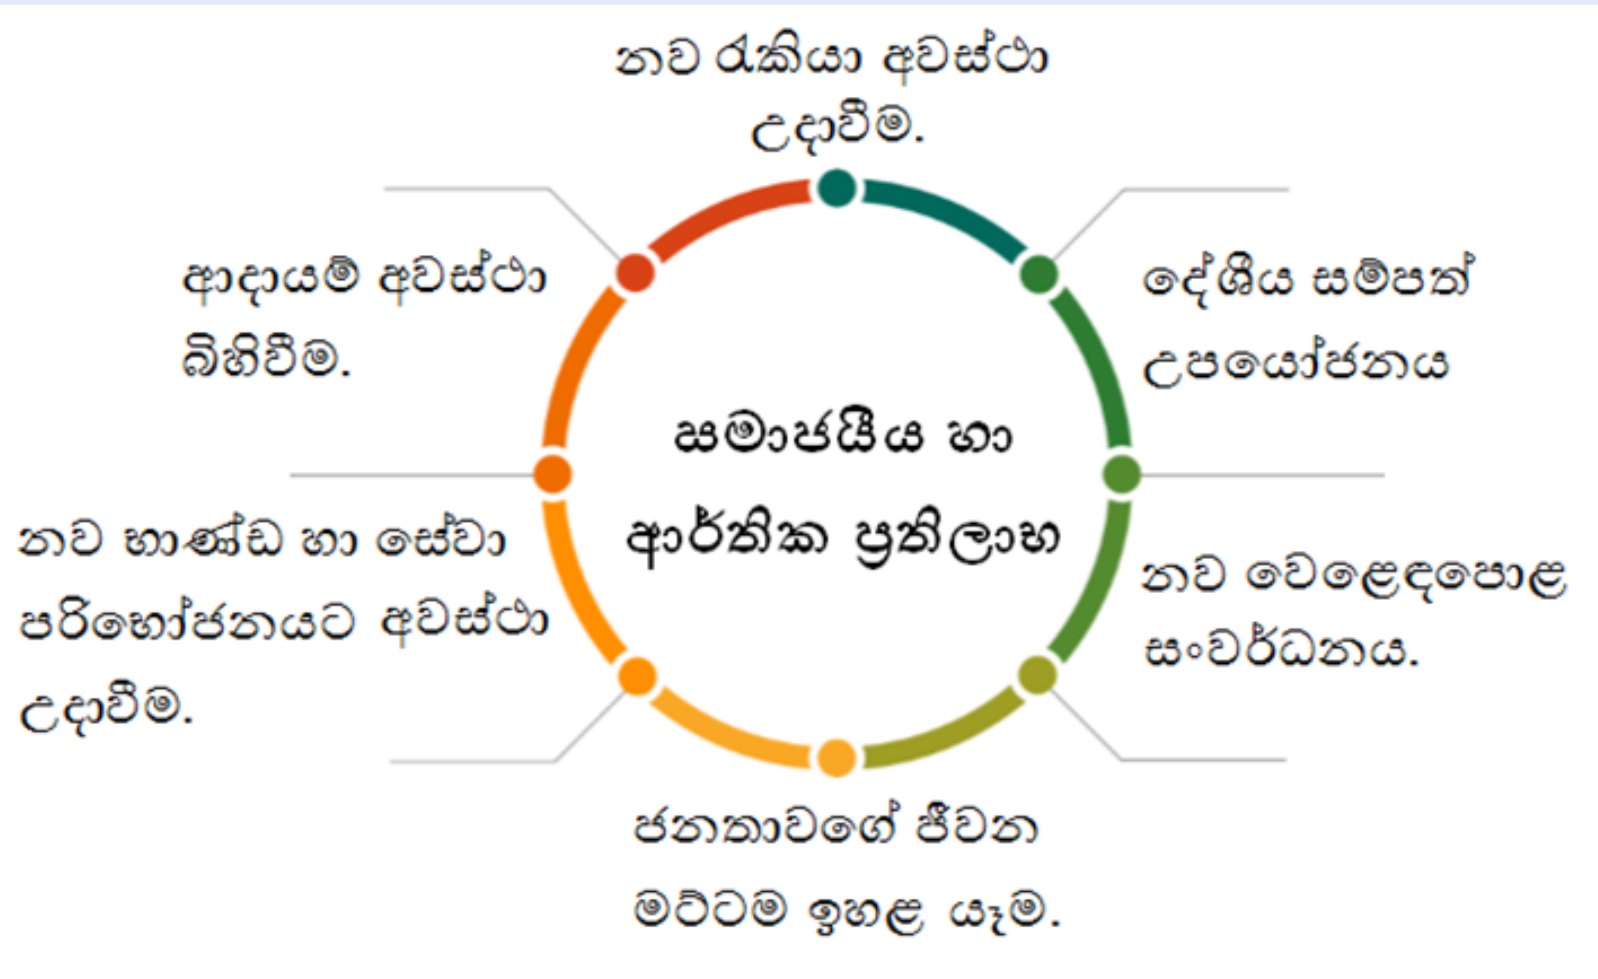 නව රැකියා අවස්ථා
උදාවීම.
ආදායම් අවස්ථා
බිහිවීම.
දේශීය සම්පත්
උපයෝජනය
සමාජයීය හා
ආර්තික ප්‍රතිලාභ
නව භාණ්ඩ හා සේවා
පරිභෝජනයට අවස්ථා
උදාවීම.
නව වෙළෙඳපොළ
සංවර්ධනය.
ජනතාවගේ ජීවන
මට්ටම ඉහළ යෑම.